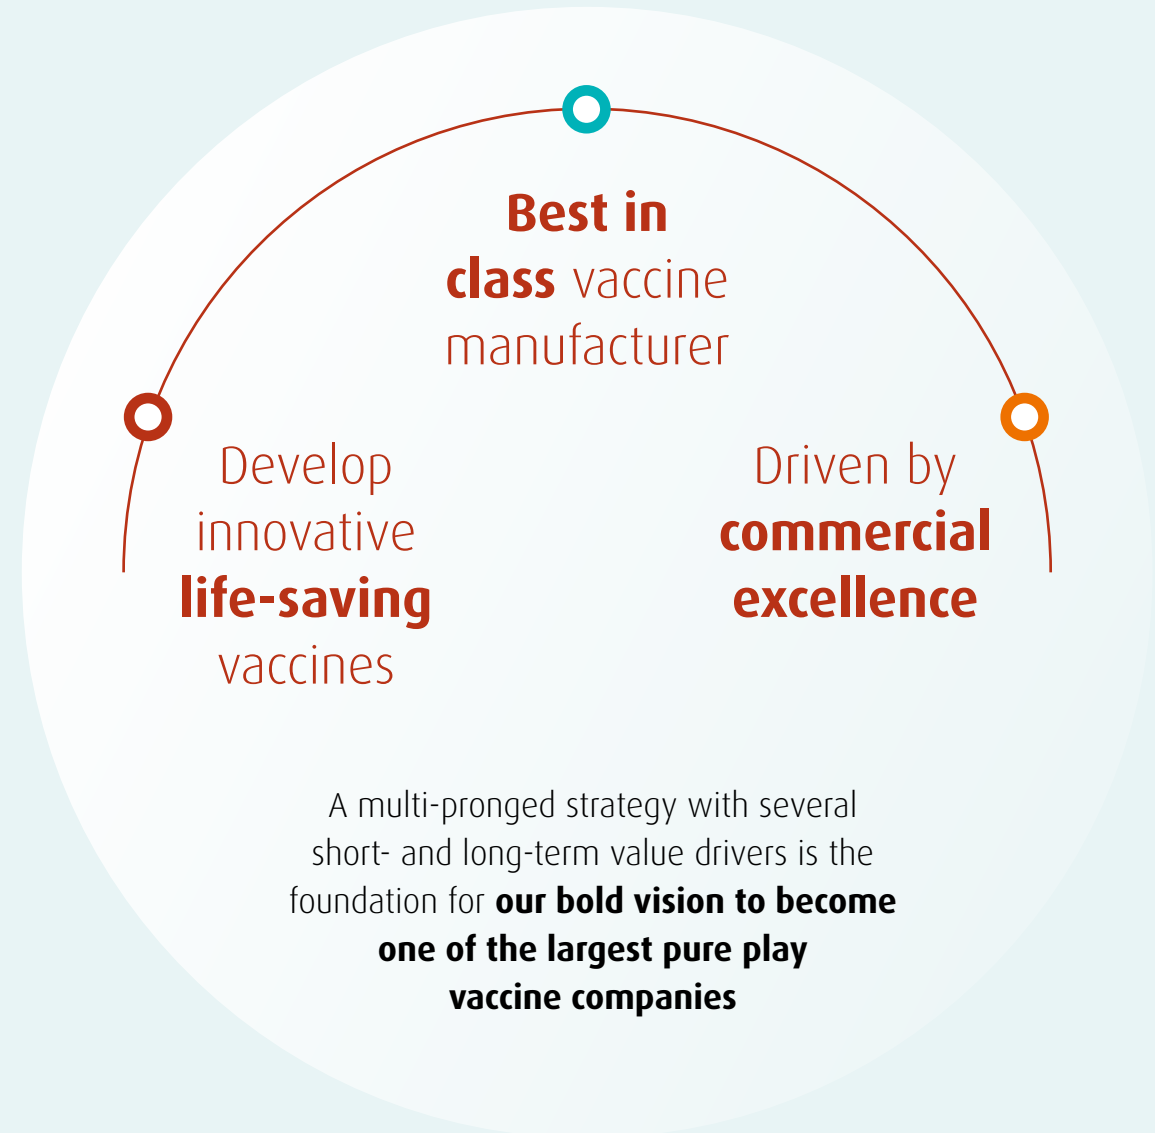 Best in
class vaccine
manufacturer
Develop
innovative
life-saving
vaccines
Driven by
commercial
excellence
A multi-pronged strategy with several
short- and long-term value drivers is the
foundation for our bold vision to become
one of the largest pure play
vaccine companies